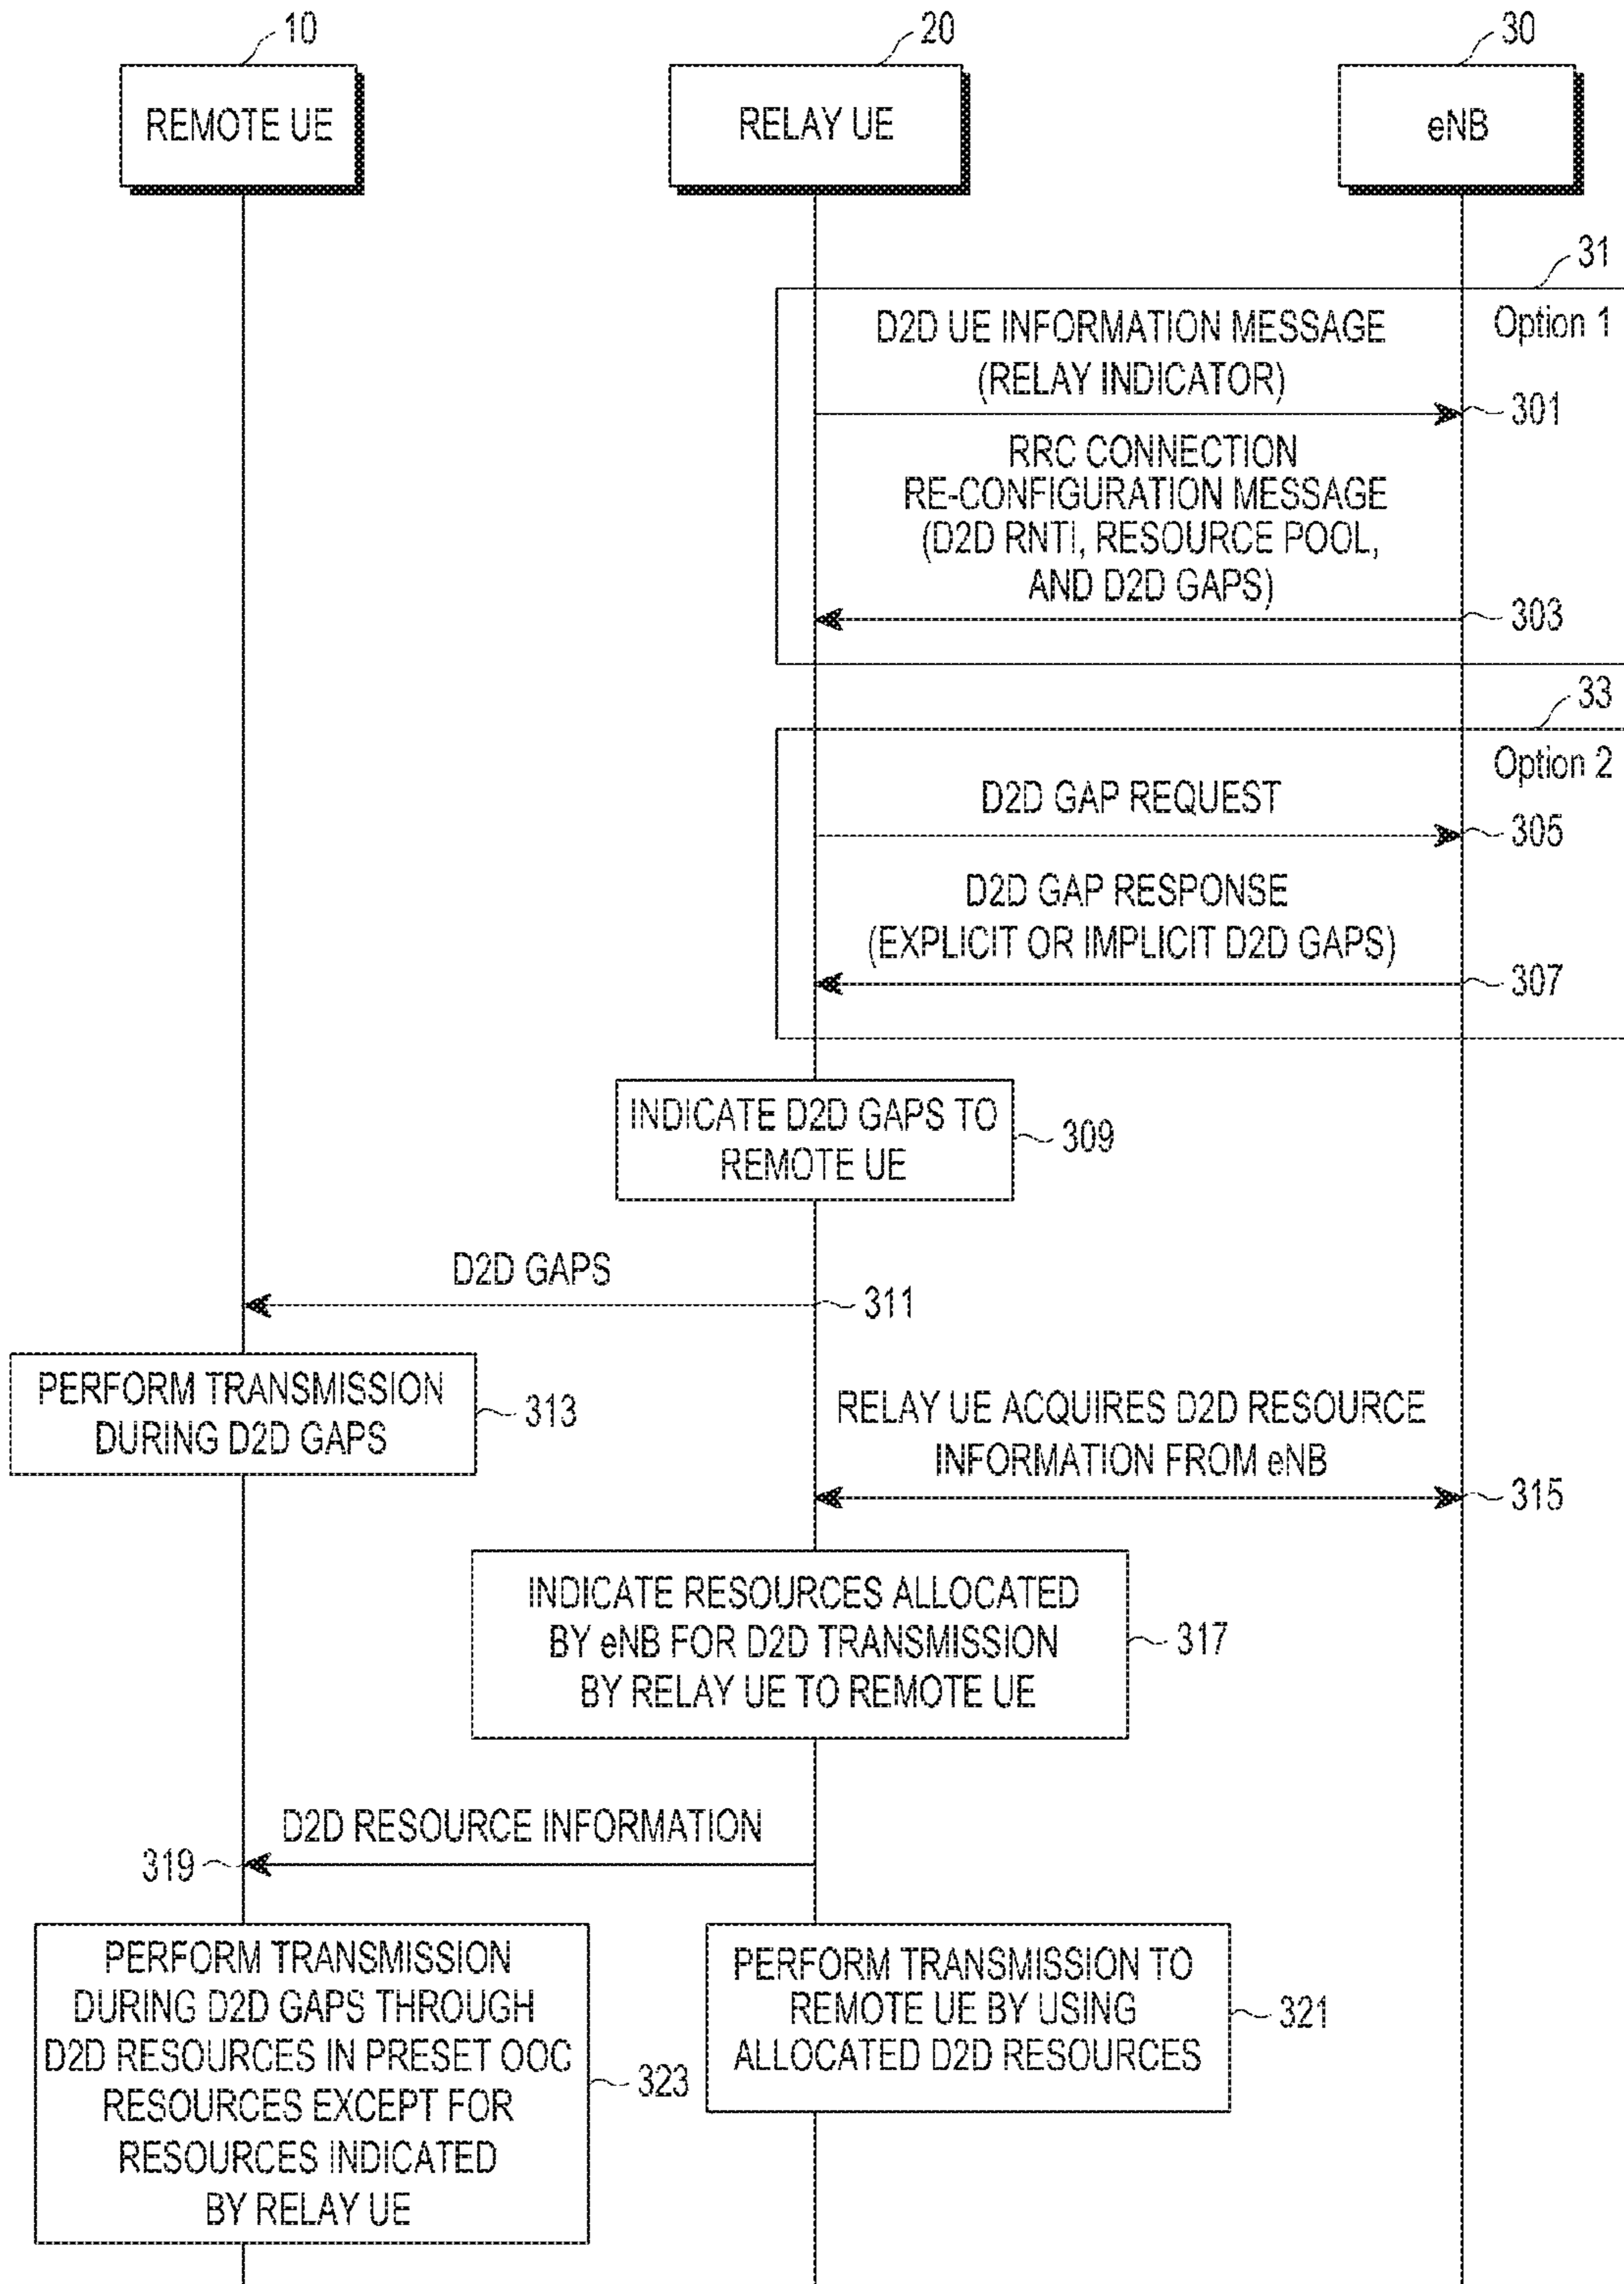 10
20
30
REMOTE UE
RELAY UE
eNB
31
Option 1
D2D UE INFORMATION MESSAGE
(RELAY INDICATOR)
301
RRC CONNECTION
RE-CONFIGURATION MESSAGE
(D2D RNTI, RESOURCE POOL,
AND D2D GAPS)
303
33
Option 2
D2D GAP REQUEST
305
D2D GAP RESPONSE
(EXPLICIT OR IMPLICIT D2D GAPS)
307
INDICATE D2D GAPS TO
REMOTE UE
309
D2D GAPS
311
PERFORM TRANSMISSION
DURING D2D GAPS
313
RELAY UE ACQUIRES D2D RESOURCE
INFORMATION FROM eNB
315
INDICATE RESOURCES ALLOCATED
BY eNB FOR D2D TRANSMISSION
BY RELAY UE TO REMOTE UE
317
D2D RESOURCE INFORMATION
319
PERFORM TRANSMISSION
DURING D2D GAPS THROUGH
D2D RESOURCES IN PRESET OOC
RESOURCES EXCEPT FOR
RESOURCES INDICATED
BY RELAY UE
323
PERFORM TRANSMISSION TO
REMOTE UE BY USING
ALLOCATED D2D RESOURCES
321